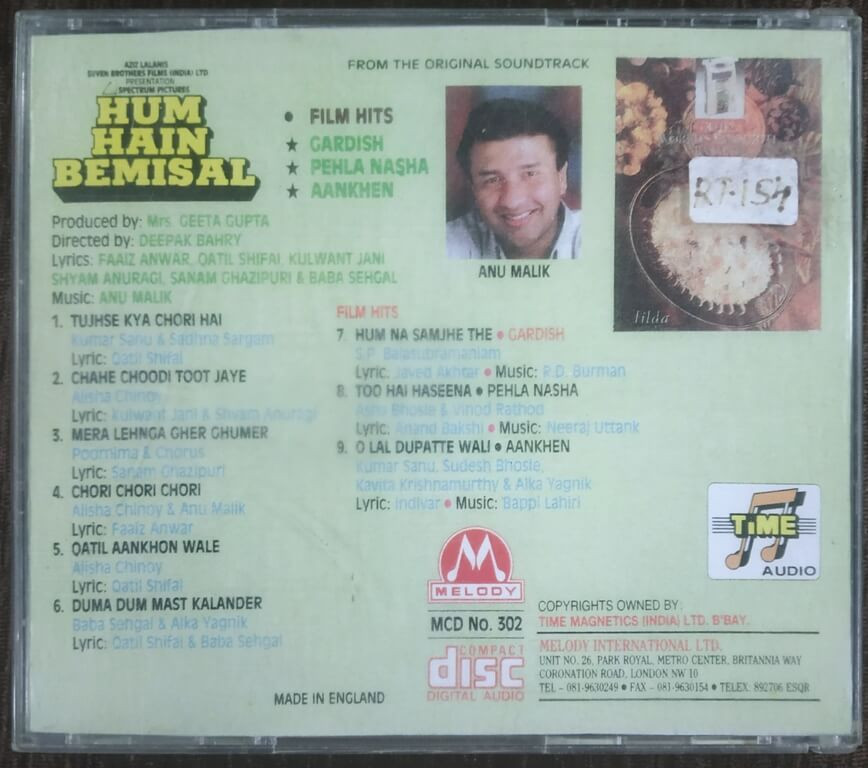 AZIZ LALANIS
SEVEN BROTHERS FILMS (INDIA) LTD
PRESENTATION
SPECTRUM PICTURES
HUM
HAIN
BEMISAL
FROM THE ORIGINAL SOUNDTRACK
● FILM HITS
★ GARDISH
★ PEHLA NASHA
★ AANKHEN
ANU MALIK
RT-154
Tilda
Produced by: Mrs. GEETA GUPTA
Directed by: DEEPAK BAHRY
Lyrics: FAAIZ ANWAR, QATIL SHIFAI, KULWANT JANI
SHYAM ANURAGI, SANAM GHAZIPURI & BABA SEHGAL
Music: ANU MALIK
1. TUJHSE KYA CHORI HAI
Kumar Sanu & Sadhna Sargam
Lyric: Qatil Shifai
2. CHAHE CHOODI TOOT JAYE
Alisha Chinoy
Lyric: Kulwant Jani & Shyam Anuragi
3. MERA LEHNGA GHER GHUMER
Poornima & Chorus
Lyric: Sanam Ghazipuri
4. CHORI CHORI CHORI
Alisha Chinoy & Anu Malik
Lyric: Faaiz Anwar
5. QATIL AANKHON WALE
Alisha Chinoy
Lyric: Qatil Shifai
6. DUMA DUM MAST KALANDER
Baba Sehgal & Alka Yagnik
Lyric: Qatil Shifai & Baba Sehgal
FILM HITS
7. HUM NA SAMJHE THE ● GARDISH
S.P. Balasubramaniam
Lyric: Javed Akhtar ● Music: R.D. Burman
8. TOO HAI HASEENA ● PEHLA NASHA
Asha Bhosle & Vinod Rathod
Lyric: Anand Bakshi ● Music: Neeraj Uttank
9. O LAL DUPATTE WALI ● AANKHEN
Kumar Sanu, Sudesh Bhosle,
Kavita Krishnamurthy & Alka Yagnik
Lyric: Indivar ● Music: Bappi Lahiri
TiME
AUDIO
MELODY
MCD No. 302
COMPACT
disc
DIGITAL AUDIO
COPYRIGHTS OWNED BY:
TIME MAGNETICS (INDIA) LTD. B'BAY.
MELODY INTERNATIONAL LTD.
UNIT NO. 26, PARK ROYAL, METRO CENTER, BRITANNIA WAY
CORONATION ROAD, LONDON NW 10
TEL – 081-9630249 ● FAX – 081-9630154 ● TELEX: 892706 ESQR
MADE IN ENGLAND